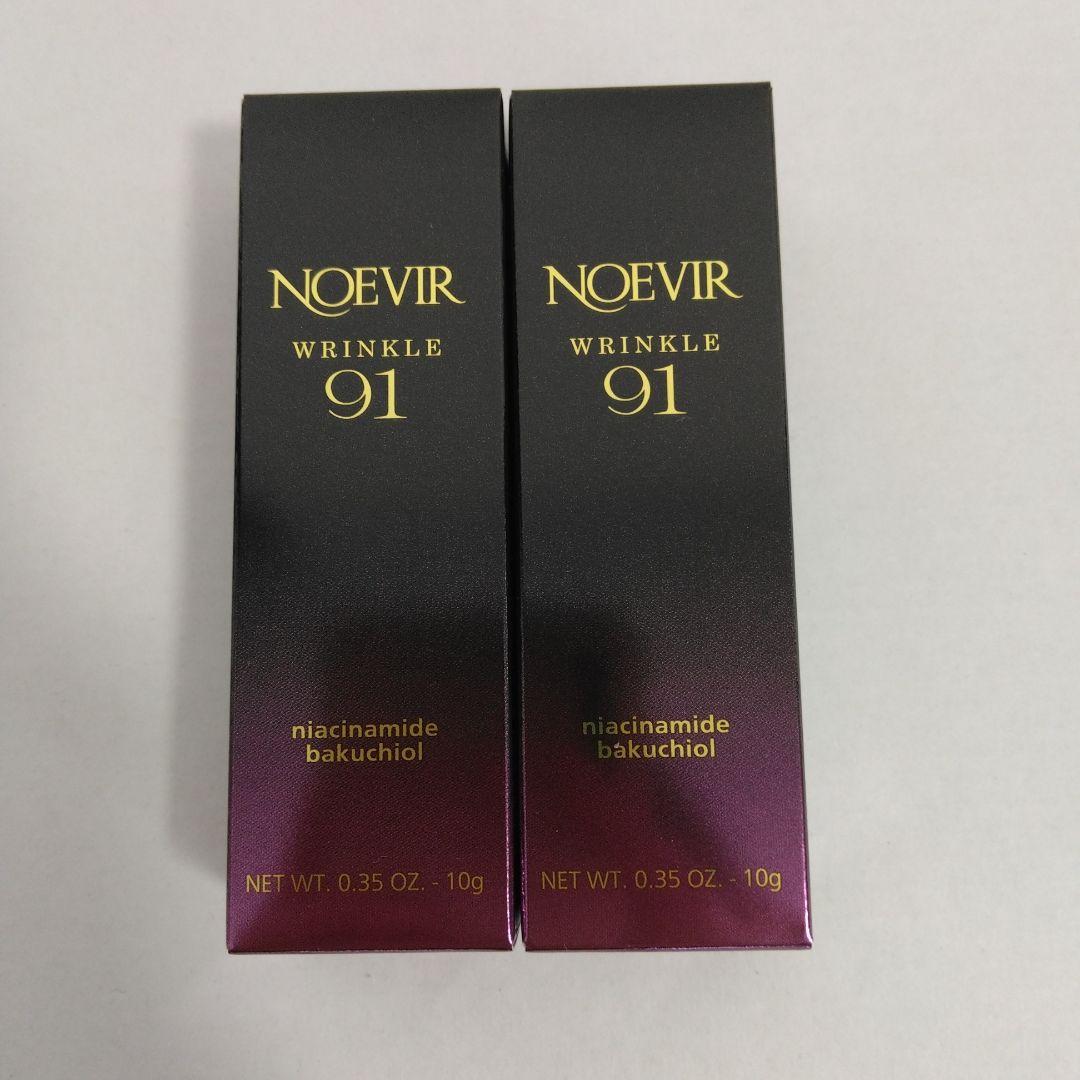 NOEVIR
WRINKLE
91
niacinamide
bakuchiol
NET WT. 0.35 OZ. - 10g
NOEVIR
WRINKLE
91
niacinamide
bakuchiol
NET WT. 0.35 OZ. - 10g